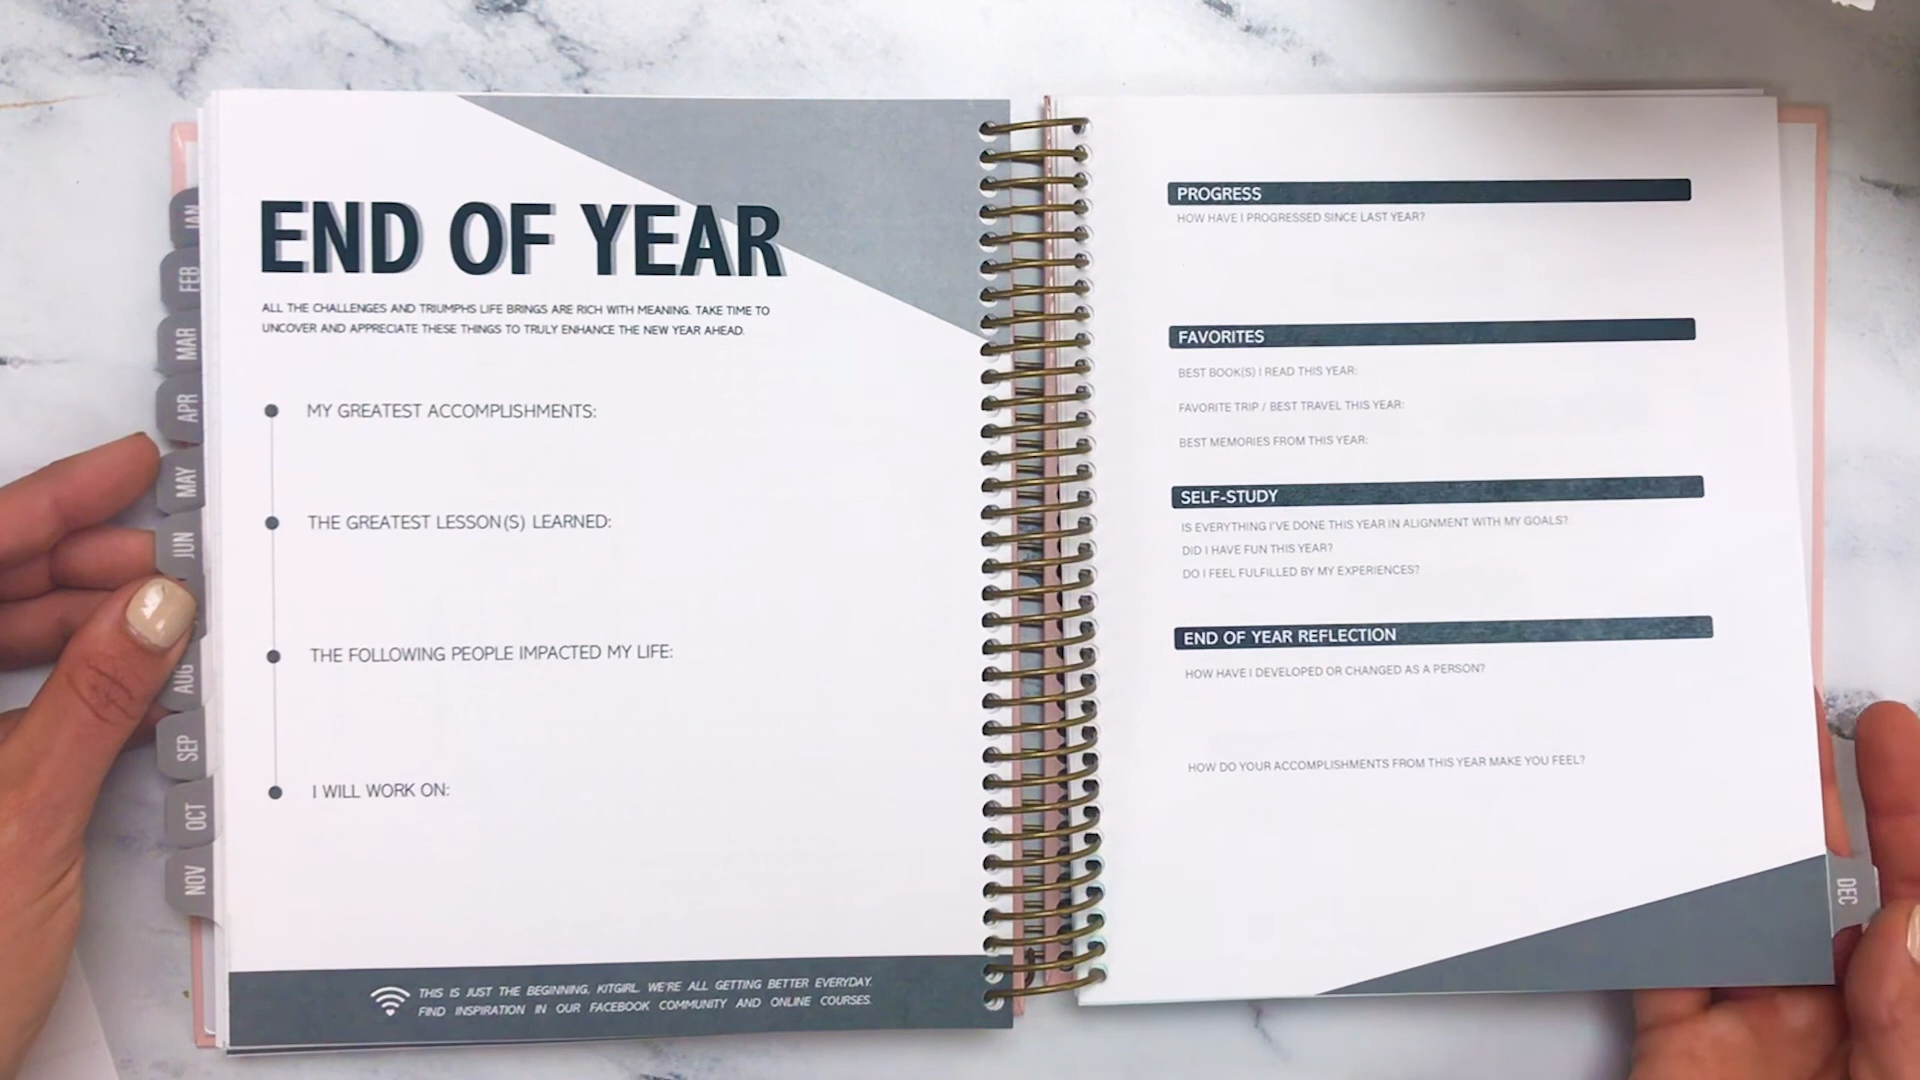 JAN
FEB
MAR
APR
MAY
JUN
AUG
SEP
OCT
NOV
END OF YEAR
ALL THE CHALLENGES AND TRIUMPHS LIFE BRINGS ARE RICH WITH MEANING. TAKE TIME TO
UNCOVER AND APPRECIATE THESE THINGS TO TRULY ENHANCE THE NEW YEAR AHEAD.
MY GREATEST ACCOMPLISHMENTS:
THE GREATEST LESSON(S) LEARNED:
THE FOLLOWING PEOPLE IMPACTED MY LIFE:
I WILL WORK ON:
THIS IS JUST THE BEGINNING, KITGIRL. WE'RE ALL GETTING BETTER EVERYDAY.
FIND INSPIRATION IN OUR FACEBOOK COMMUNITY AND ONLINE COURSES.
PROGRESS
HOW HAVE I PROGRESSED SINCE LAST YEAR?
FAVORITES
BEST BOOK(S) I READ THIS YEAR:
FAVORITE TRIP / BEST TRAVEL THIS YEAR:
BEST MEMORIES FROM THIS YEAR:
SELF-STUDY
IS EVERYTHING I'VE DONE THIS YEAR IN ALIGNMENT WITH MY GOALS?
DID I HAVE FUN THIS YEAR?
DO I FEEL FULFILLED BY MY EXPERIENCES?
END OF YEAR REFLECTION
HOW HAVE I DEVELOPED OR CHANGED AS A PERSON?
HOW DO YOUR ACCOMPLISHMENTS FROM THIS YEAR MAKE YOU FEEL?
DEC